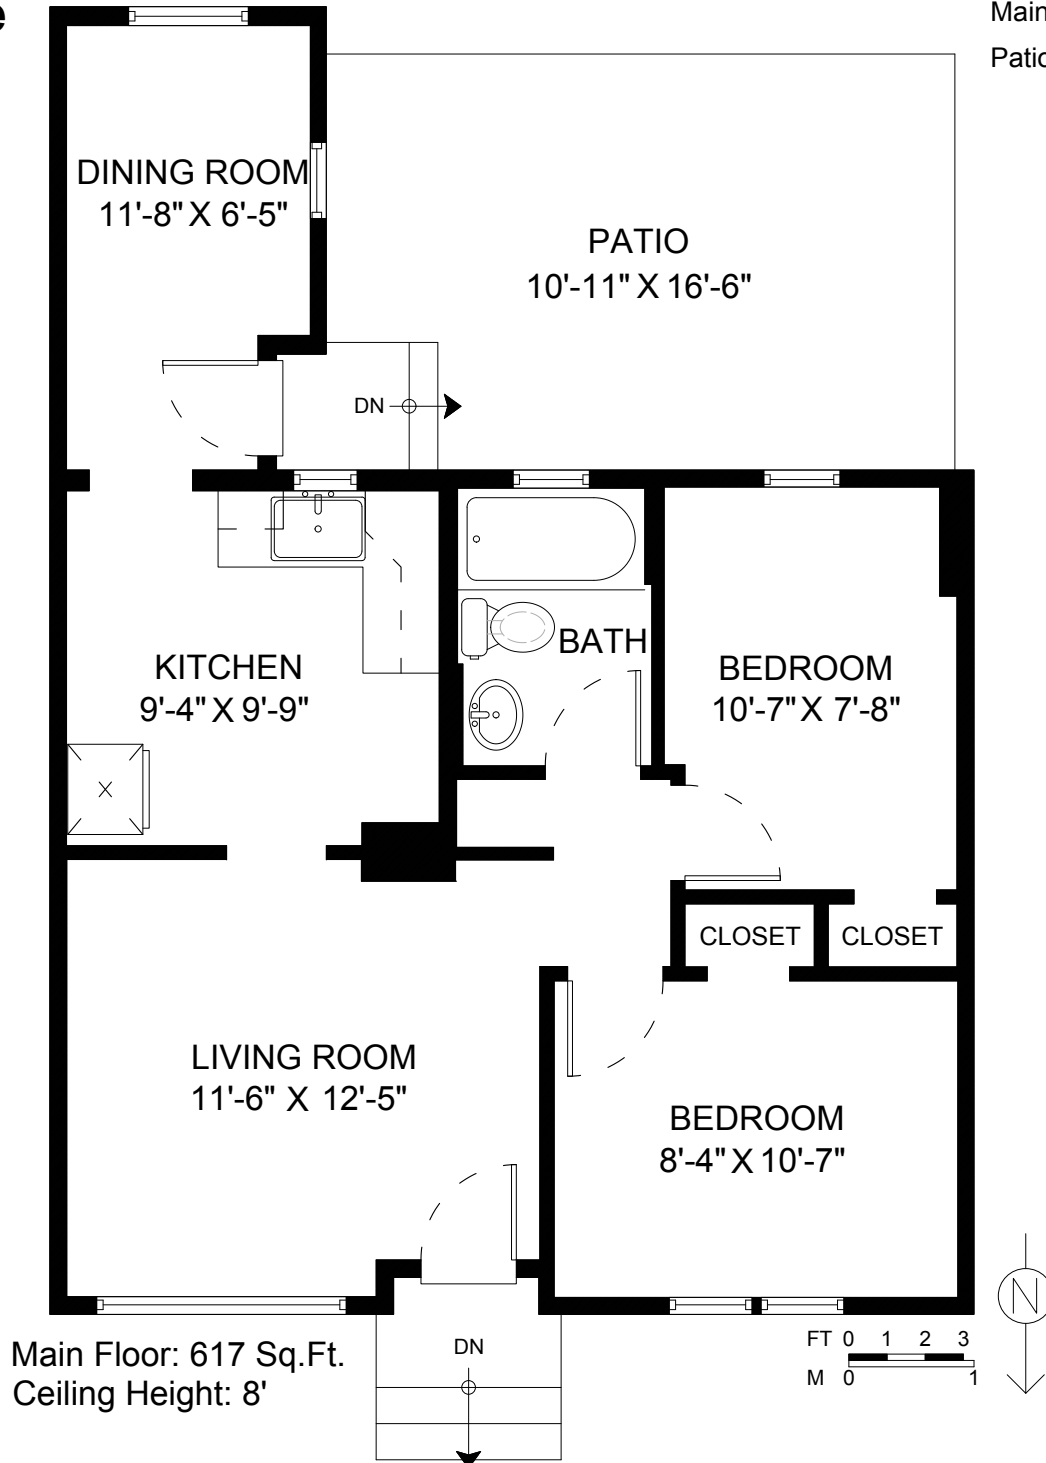 e
Main
Patio
DINING ROOM
11'-8" X 6'-5"
PATIO
10'-11" X 16'-6"
DN
KITCHEN
9'-4" X 9'-9"
X
BATH
BEDROOM
10'-7" X 7'-8"
CLOSET
CLOSET
LIVING ROOM
11'-6" X 12'-5"
BEDROOM
8'-4" X 10'-7"
N
DN
Main Floor: 617 Sq.Ft.
Ceiling Height: 8'
FT 0 1 2 3
M 0 1